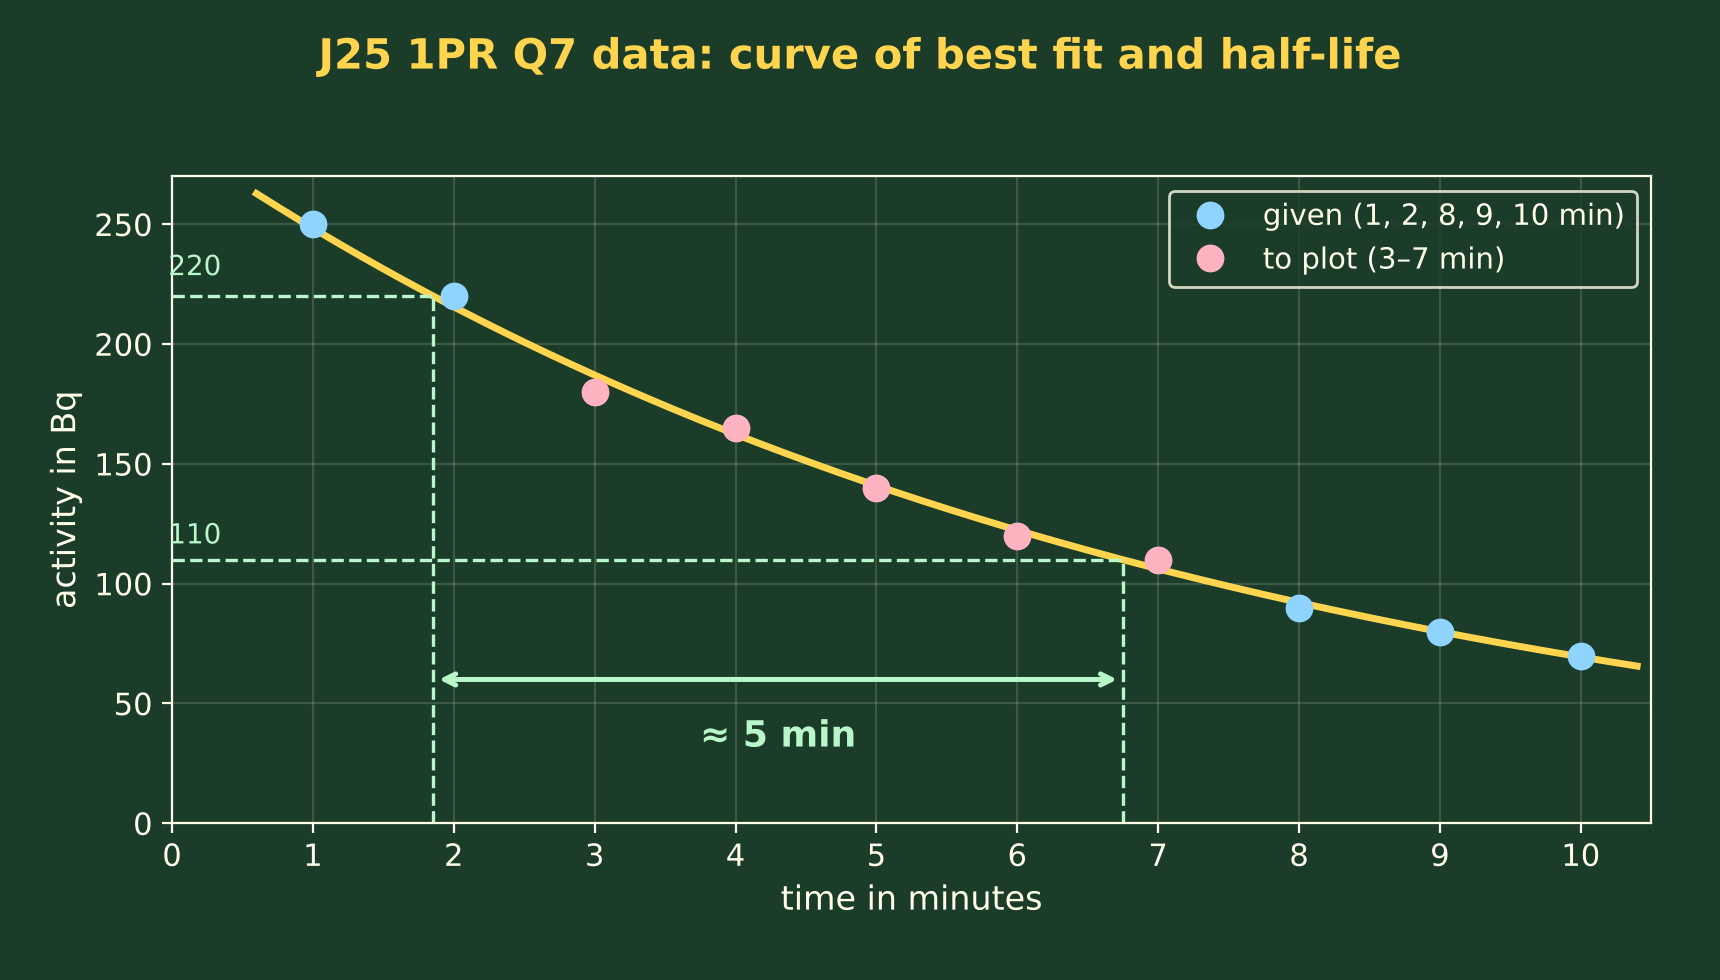 J25 1PR Q7 data: curve of best fit and half-life
given (1, 2, 8, 9, 10 min)
to plot (3–7 min)
activity in Bq
250
220
200
150
110
100
50
0
≈ 5 min
0 1 2 3 4 5 6 7 8 9 10
time in minutes